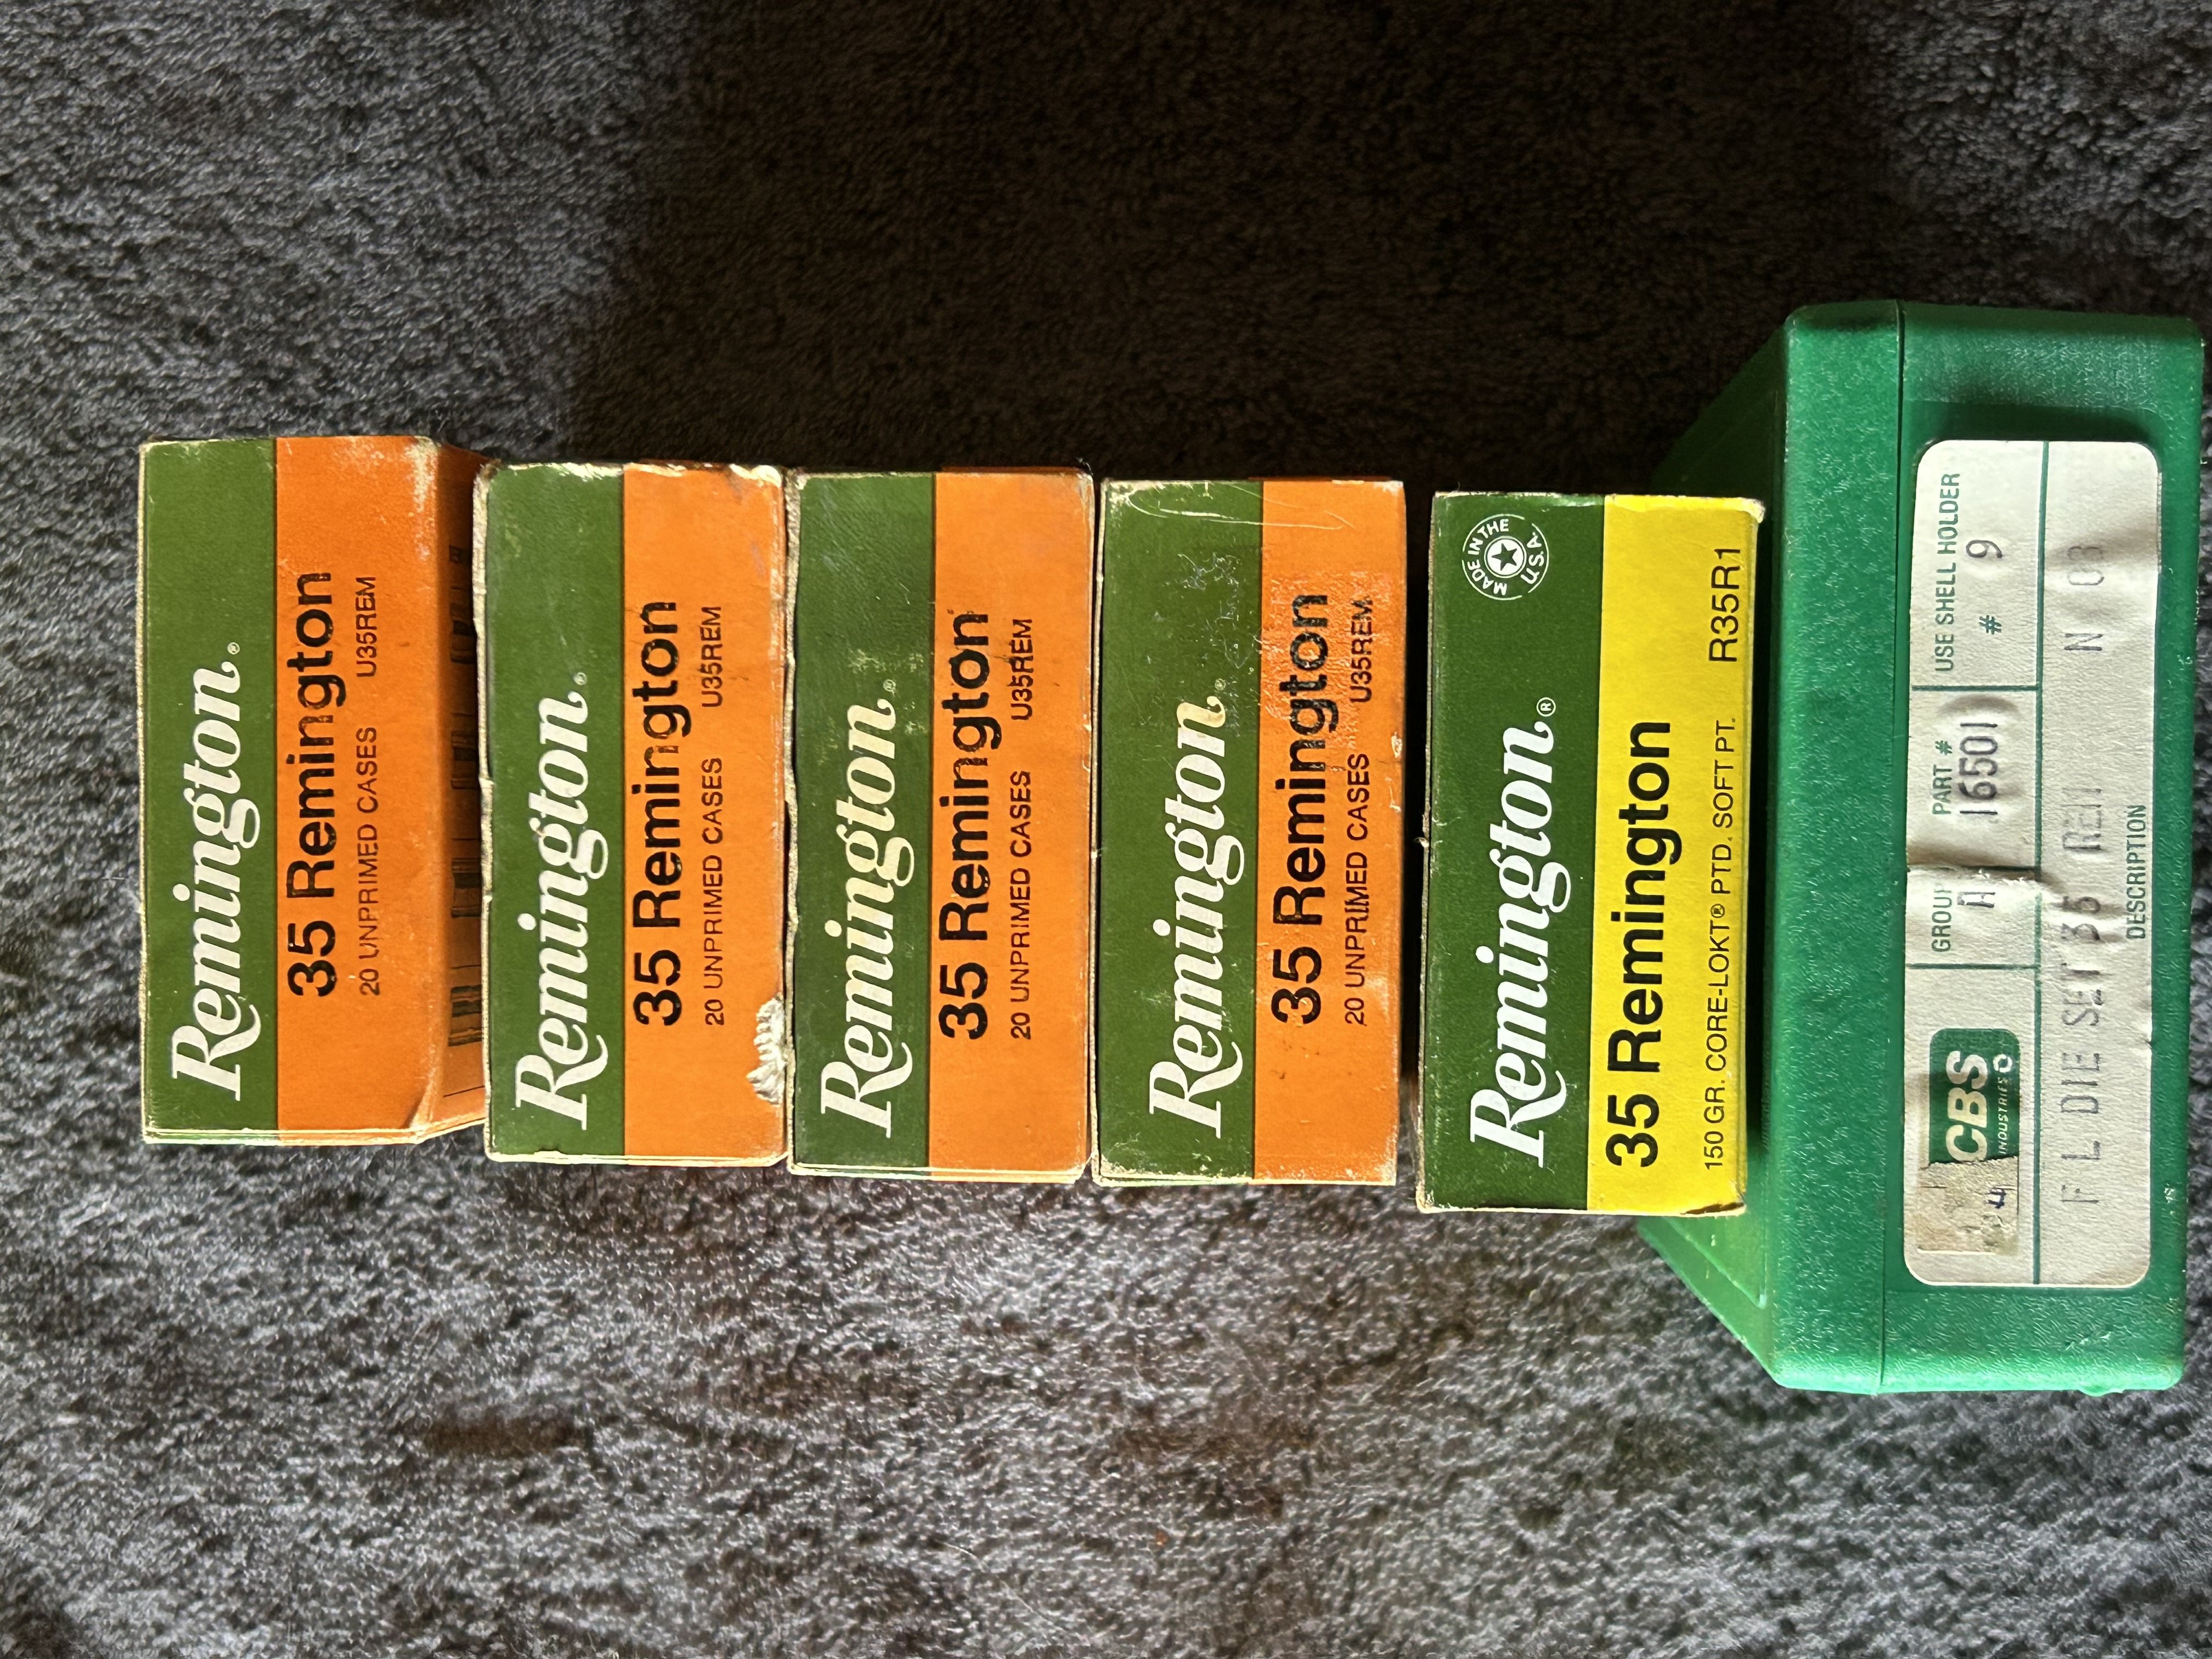 Remington®
35 Remington
20 UNPRIMED CASES U35REM
Remington®
35 Remington
20 UNPRIMED CASES U35REM
Remington®
35 Remington
20 UNPRIMED CASES U35REM
Remington®
35 Remington
20 UNPRIMED CASES U35REM
MADE IN THE U.S.A.
Remington®
35 Remington
150 GR. CORE-LOKT® PTD. SOFT PT. R35R1
CBS
INDUSTRIES
GROUP
A
PART #
16501
USE SHELL HOLDER
# 9
F L DIE SET 35 REM
DESCRIPTION